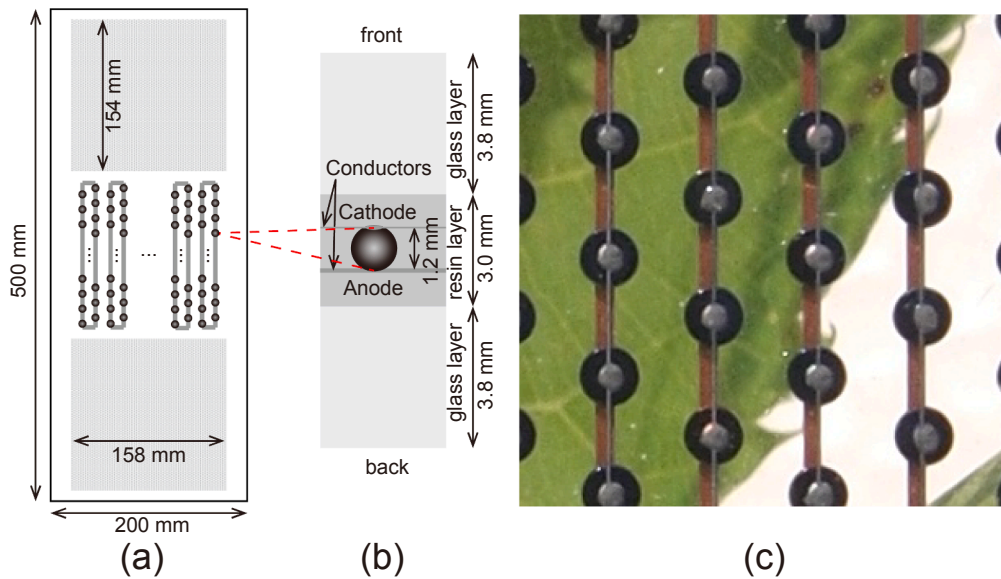 154 mm
500 mm
...
...
...
...
...
158 mm
200 mm
(a)
front
glass layer
3.8 mm
Conductors
Cathode
1.2 mm
resin layer
3.0 mm
Anode
glass layer
3.8 mm
back
(b)
(c)